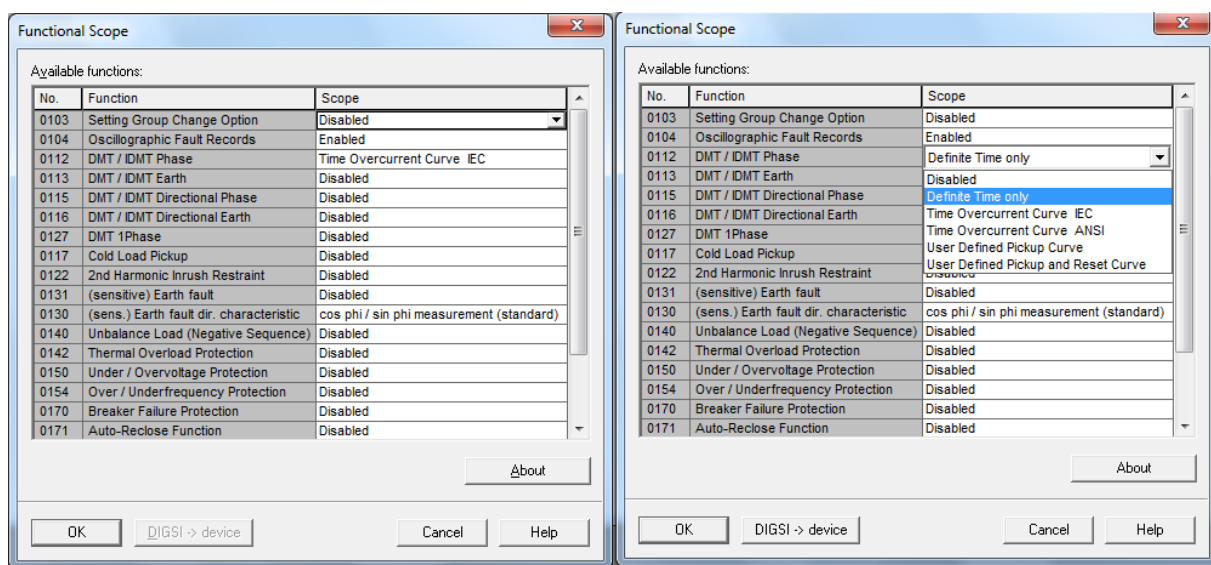 Functional Scope
Available functions:
No. Function Scope
0103 Setting Group Change Option Disabled
0104 Oscillographic Fault Records Enabled
0112 DMT / IDMT Phase Time Overcurrent Curve IEC
0113 DMT / IDMT Earth Disabled
0115 DMT / IDMT Directional Phase Disabled
0116 DMT / IDMT Directional Earth Disabled
0127 DMT 1Phase Disabled
0117 Cold Load Pickup Disabled
0122 2nd Harmonic Inrush Restraint Disabled
0131 (sensitive) Earth fault Disabled
0130 (sens.) Earth fault dir. characteristic cos phi / sin phi measurement (standard)
0140 Unbalance Load (Negative Sequence) Disabled
0142 Thermal Overload Protection Disabled
0150 Under / Overvoltage Protection Disabled
0154 Over / Underfrequency Protection Disabled
0170 Breaker Failure Protection Disabled
0171 Auto-Reclose Function Disabled
About
OK DIGSI -> device Cancel Help
Functional Scope
Available functions:
No. Function Scope
0103 Setting Group Change Option Disabled
0104 Oscillographic Fault Records Enabled
0112 DMT / IDMT Phase Definite Time only
0113 DMT / IDMT Earth Disabled
0115 DMT / IDMT Directional Phase Definite Time only
0116 DMT / IDMT Directional Earth Time Overcurrent Curve IEC
0127 DMT 1Phase Time Overcurrent Curve ANSI
0117 Cold Load Pickup User Defined Pickup Curve
0122 2nd Harmonic Inrush Restraint User Defined Pickup and Reset Curve
Disabled
0131 (sensitive) Earth fault Disabled
0130 (sens.) Earth fault dir. characteristic cos phi / sin phi measurement (standard)
0140 Unbalance Load (Negative Sequence) Disabled
0142 Thermal Overload Protection Disabled
0150 Under / Overvoltage Protection Disabled
0154 Over / Underfrequency Protection Disabled
0170 Breaker Failure Protection Disabled
0171 Auto-Reclose Function Disabled
About
OK DIGSI -> device Cancel Help